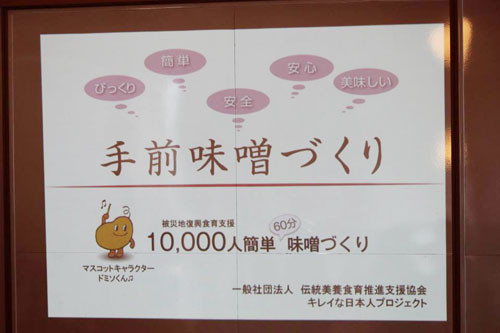 びっくり
簡単
安全
安心
美味しい
手前味噌づくり
被災地復興食育支援
60分
10,000人簡単 味噌づくり
マスコットキャラクター
ドミソくん♫
一般社団法人 伝統美養食育推進支援協会
キレイな日本人プロジェクト